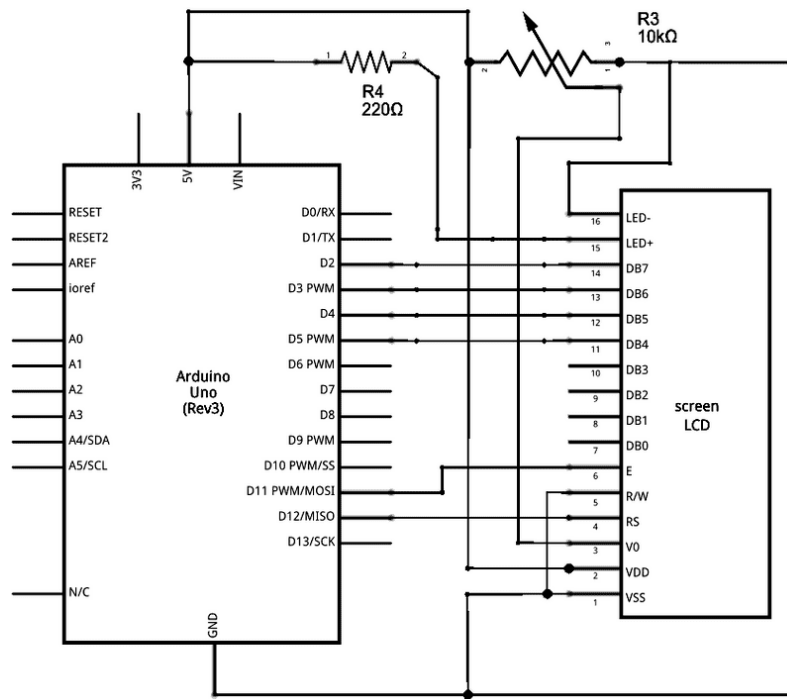 R3
10kΩ
3
1
2
1
2
R4
220Ω
3V3
5V
VIN
RESET
RESET2
AREF
ioref
A0
A1
A2
A3
A4/SDA
A5/SCL
N/C
Arduino
Uno
(Rev3)
D0/RX
D1/TX
D2
D3 PWM
D4
D5 PWM
D6 PWM
D7
D8
D9 PWM
D10 PWM/SS
D11 PWM/MOSI
D12/MISO
D13/SCK
GND
16 LED-
15 LED+
14 DB7
13 DB6
12 DB5
11 DB4
10 DB3
9 DB2
8 DB1
7 DB0
6 E
5 R/W
4 RS
3 V0
2 VDD
1 VSS
screen
LCD